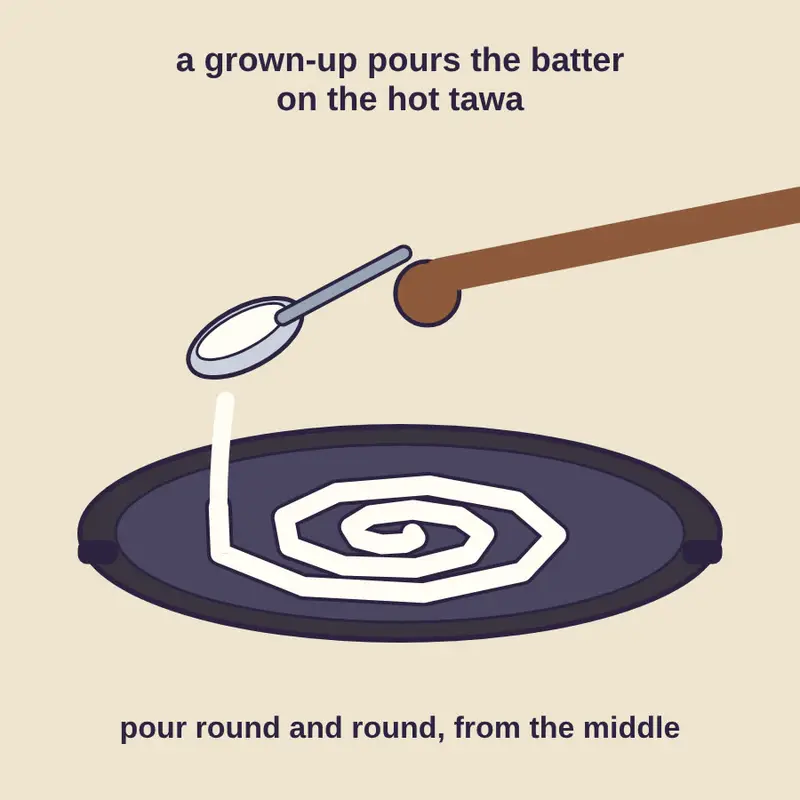 a grown-up pours the batter
on the hot tawa
pour round and round, from the middle